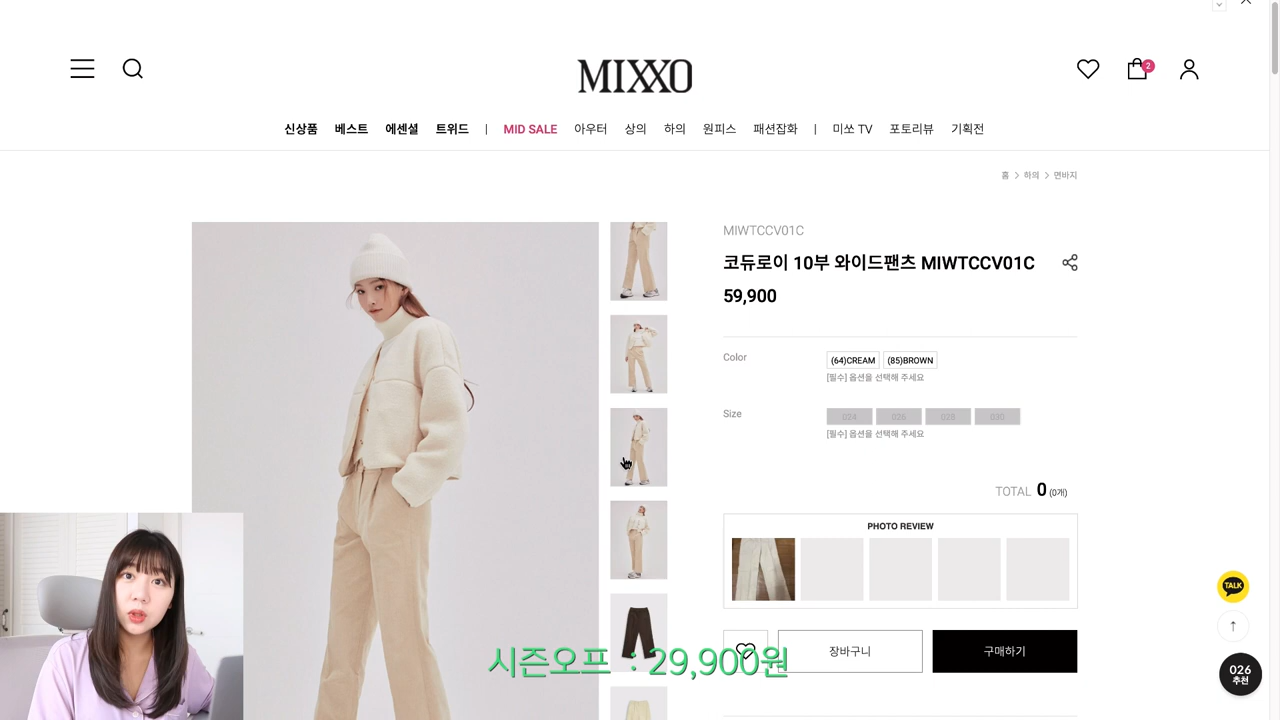 MIXXO
2
신상품 베스트 에센셜 트위드 | MID SALE 아우터 상의 하의 원피스 패션잡화 | 미쏘 TV 포토리뷰 기획전
홈 > 하의 > 면바지
MIWTCCV01C
코듀로이 10부 와이드팬츠 MIWTCCV01C
59,900
Color (64)CREAM (85)BROWN
[필수] 옵션을 선택해 주세요
Size 024 026 028 030
[필수] 옵션을 선택해 주세요
TOTAL 0 (0개)
PHOTO REVIEW
TALK
장바구니 구매하기
시즌오프 : 29,900원
026
추천